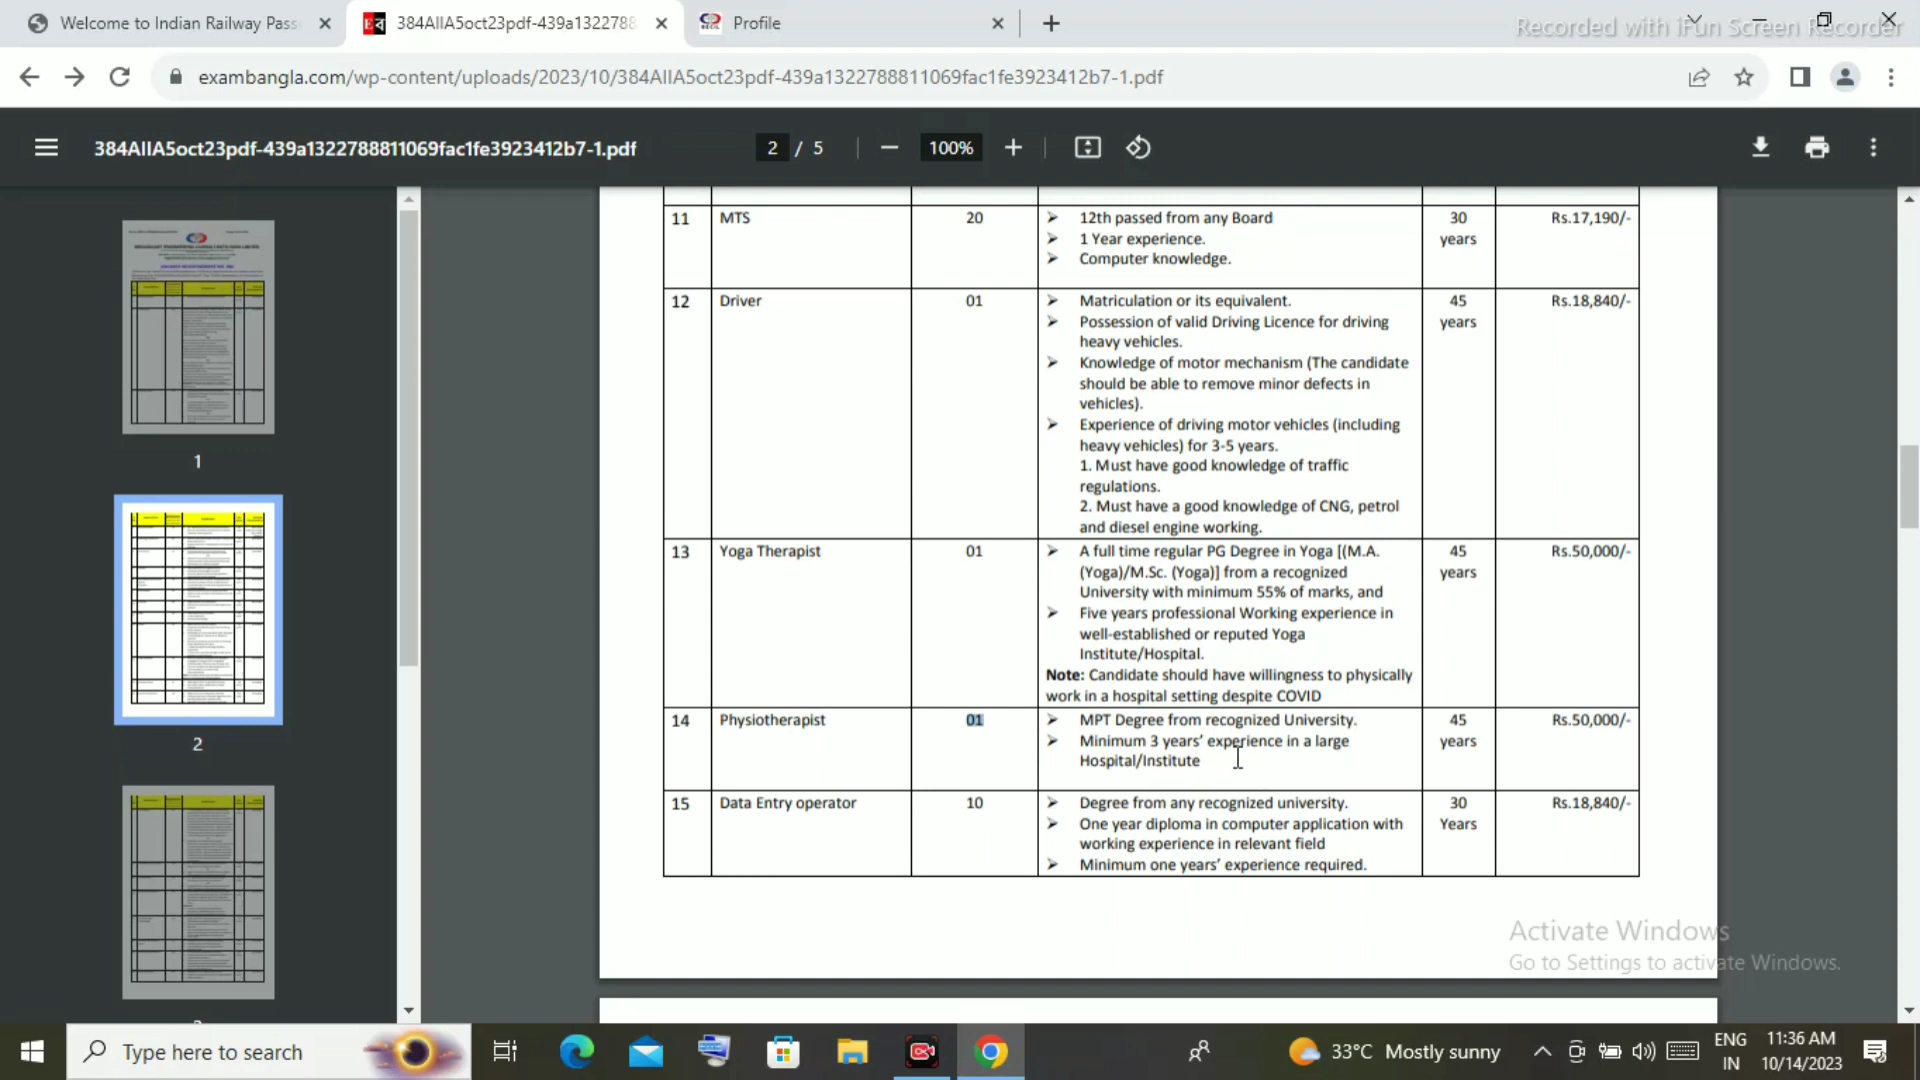 Welcome to Indian Railway Pass
384AIIA5oct23pdf-439a13227888
Profile
Recorded with iFun Screen Recorder
exambangla.com/wp-content/uploads/2023/10/384AIIA5oct23pdf-439a1322788811069fac1fe3923412b7-1.pdf
384AIIA5oct23pdf-439a1322788811069fac1fe3923412b7-1.pdf
2 / 5
100%
1
2
11 MTS 20 ➢ 12th passed from any Board 30 Rs.17,190/-
➢ 1 Year experience. years
➢ Computer knowledge.
12 Driver 01 ➢ Matriculation or its equivalent. 45 Rs.18,840/-
➢ Possession of valid Driving Licence for driving years
heavy vehicles.
➢ Knowledge of motor mechanism (The candidate
should be able to remove minor defects in
vehicles).
➢ Experience of driving motor vehicles (including
heavy vehicles) for 3-5 years.
1. Must have good knowledge of traffic
regulations.
2. Must have a good knowledge of CNG, petrol
and diesel engine working.
13 Yoga Therapist 01 ➢ A full time regular PG Degree in Yoga [(M.A. 45 Rs.50,000/-
(Yoga)/M.Sc. (Yoga)] from a recognized years
University with minimum 55% of marks, and
➢ Five years professional Working experience in
well-established or reputed Yoga
Institute/Hospital.
Note: Candidate should have willingness to physically
work in a hospital setting despite COVID
14 Physiotherapist 01 ➢ MPT Degree from recognized University. 45 Rs.50,000/-
➢ Minimum 3 years' experience in a large years
Hospital/Institute
15 Data Entry operator 10 ➢ Degree from any recognized university. 30 Rs.18,840/-
➢ One year diploma in computer application with Years
working experience in relevant field
➢ Minimum one years' experience required.
Activate Windows
Go to Settings to activate Windows.
Type here to search
33°C Mostly sunny
ENG
IN
11:36 AM
10/14/2023